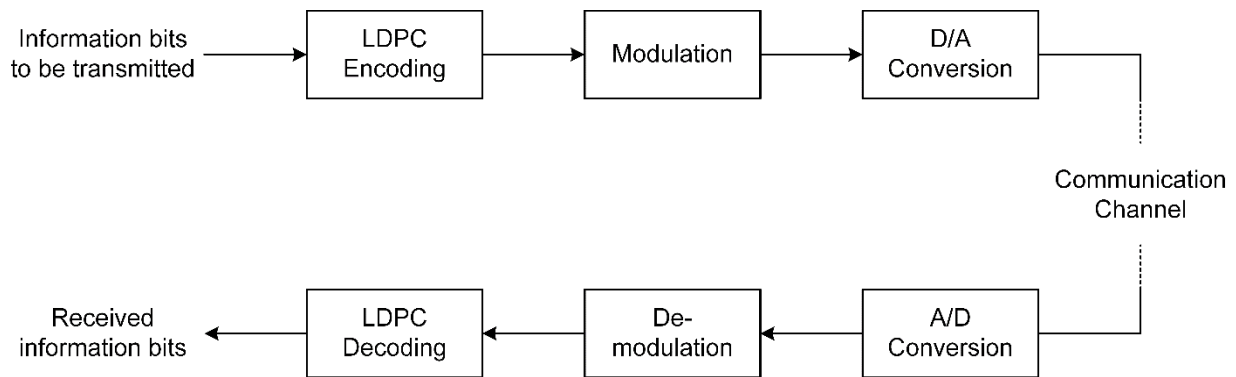 Information bits
to be transmitted
LDPC
Encoding
Modulation
D/A
Conversion
Communication
Channel
Received
information bits
LDPC
Decoding
De-
modulation
A/D
Conversion